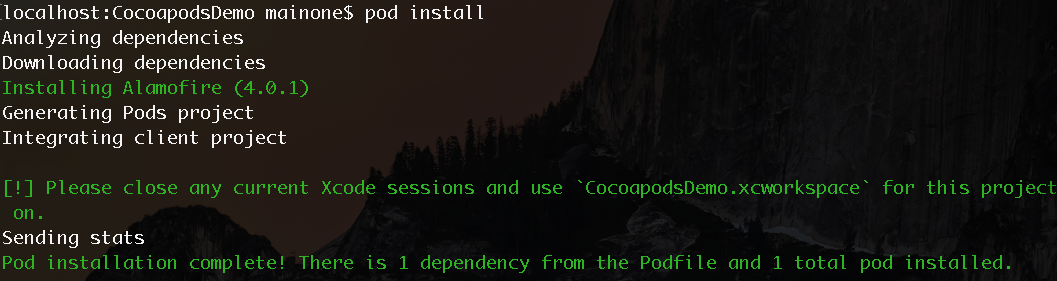 localhost:CocoapodsDemo mainone$ pod install
Analyzing dependencies
Downloading dependencies
Installing Alamofire (4.0.1)
Generating Pods project
Integrating client project
[!] Please close any current Xcode sessions and use `CocoapodsDemo.xcworkspace` for this project
on.
Sending stats
Pod installation complete! There is 1 dependency from the Podfile and 1 total pod installed.